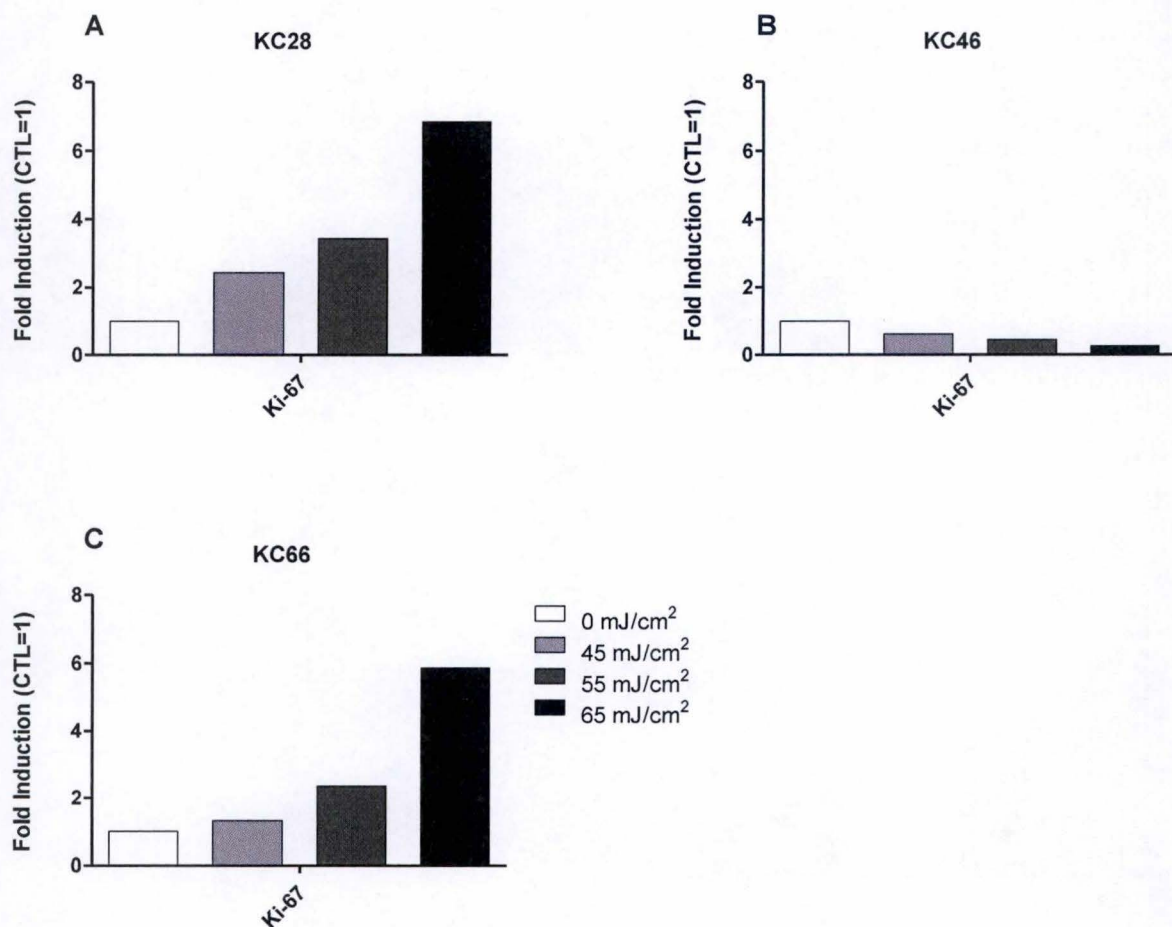 A
KC28
Fold Induction (CTL=1)
8
6
4
2
0
Ki-67
B
KC46
Fold Induction (CTL=1)
8
6
4
2
0
Ki-67
C
KC66
Fold Induction (CTL=1)
8
6
4
2
0
Ki-67
0 mJ/cm²
45 mJ/cm²
55 mJ/cm²
65 mJ/cm²